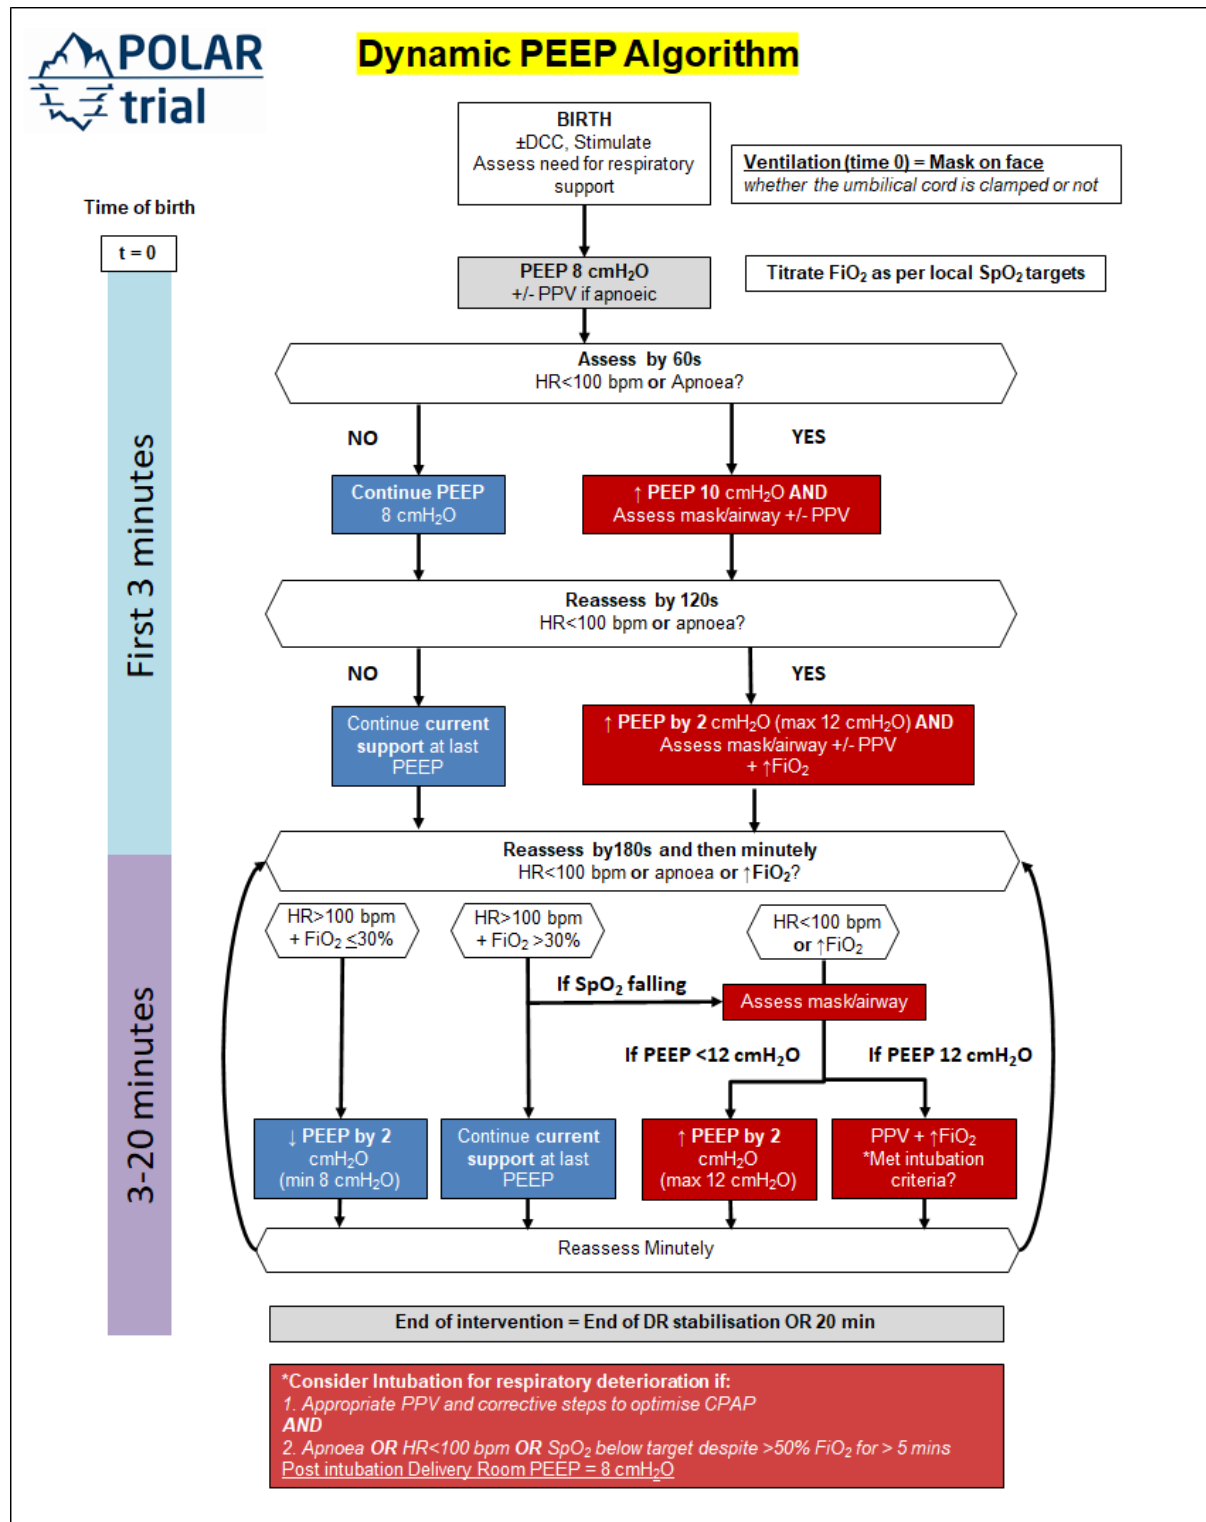 POLAR
trial
Dynamic PEEP Algorithm
BIRTH
±DCC, Stimulate
Assess need for respiratory
support
Ventilation (time 0) = Mask on face
whether the umbilical cord is clamped or not
Time of birth
t = 0
PEEP 8 cmH₂O
+/- PPV if apnoeic
Titrate FiO₂ as per local SpO₂ targets
First 3 minutes
Assess by 60s
HR<100 bpm or Apnoea?
NO
YES
Continue PEEP
8 cmH₂O
↑ PEEP 10 cmH₂O AND
Assess mask/airway +/- PPV
Reassess by 120s
HR<100 bpm or apnoea?
NO
YES
Continue current
support at last
PEEP
↑ PEEP by 2 cmH₂O (max 12 cmH₂O) AND
Assess mask/airway +/- PPV
+ ↑FiO₂
3-20 minutes
Reassess by180s and then minutely
HR<100 bpm or apnoea or ↑FiO₂?
HR>100 bpm
+ FiO₂ ≤30%
HR>100 bpm
+ FiO₂ >30%
HR<100 bpm
or ↑FiO₂
If SpO₂ falling
Assess mask/airway
If PEEP <12 cmH₂O
If PEEP 12 cmH₂O
↓ PEEP by 2
cmH₂O
(min 8 cmH₂O)
Continue current
support at last
PEEP
↑ PEEP by 2
cmH₂O
(max 12 cmH₂O)
PPV + ↑FiO₂
*Met intubation
criteria?
Reassess Minutely
End of intervention = End of DR stabilisation OR 20 min
*Consider Intubation for respiratory deterioration if:
1. Appropriate PPV and corrective steps to optimise CPAP
AND
2. Apnoea OR HR<100 bpm OR SpO₂ below target despite >50% FiO₂ for > 5 mins
Post intubation Delivery Room PEEP = 8 cmH₂O